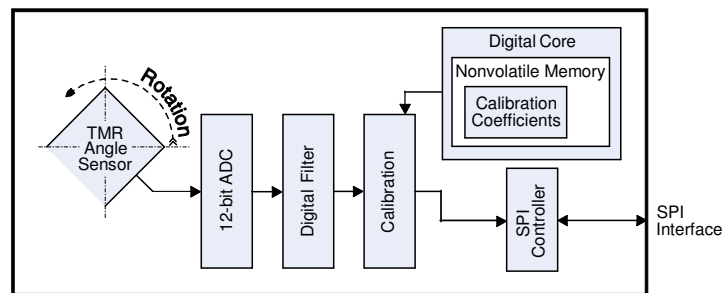 Digital Core
Nonvolatile Memory
Calibration
Coefficients
Rotation
TMR
Angle
Sensor
12-bit ADC
Digital Filter
Calibration
SPI
Controller
SPI
Interface